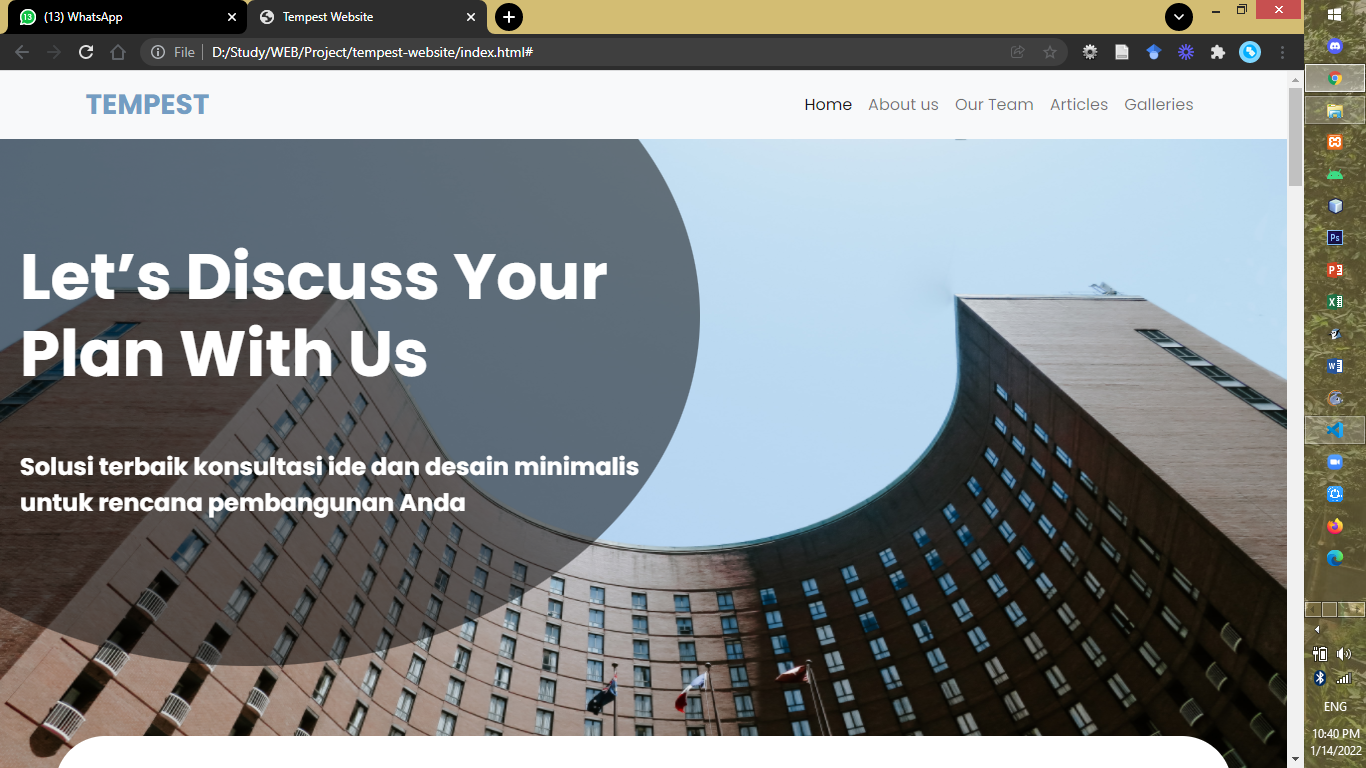 (13) WhatsApp
Tempest Website
File
D:/Study/WEB/Project/tempest-website/index.html#
TEMPEST
Home About us Our Team Articles Galleries
Let’s Discuss Your
Plan With Us
Solusi terbaik konsultasi ide dan desain minimalis
untuk rencana pembangunan Anda
Ps
ENG
10:40 PM
1/14/2022